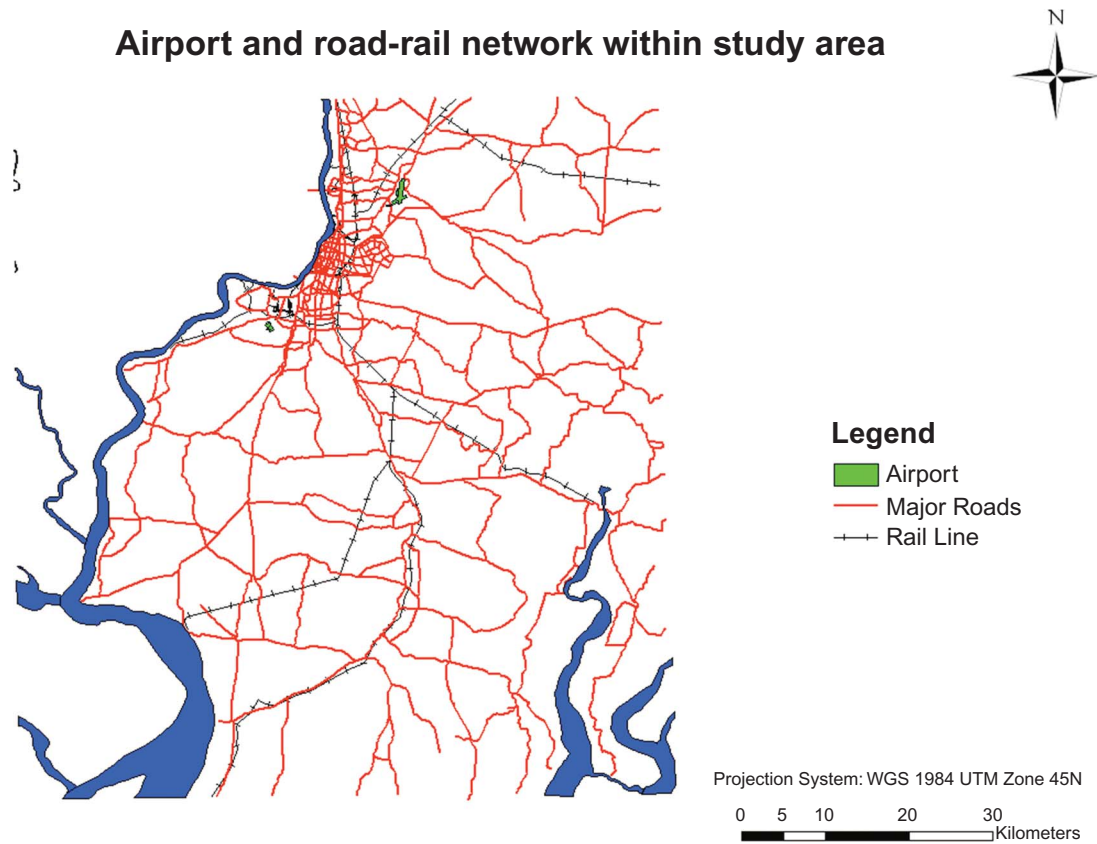 Airport and road-rail network within study area
N
Legend
Airport
Major Roads
Rail Line
Projection System: WGS 1984 UTM Zone 45N
0 5 10 20 30
Kilometers